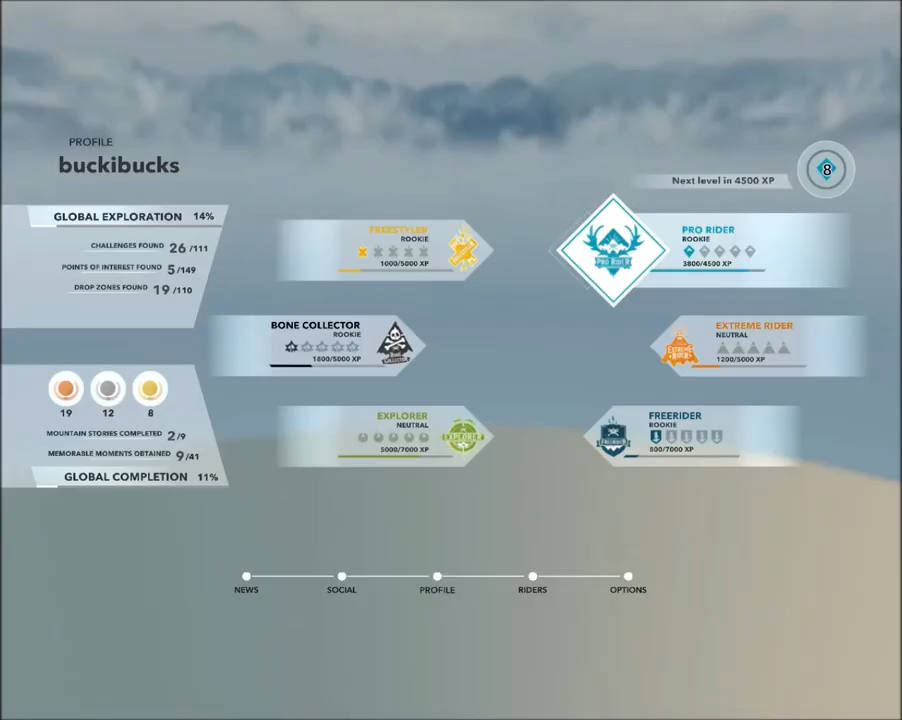 PROFILE
buckibucks
8
Next level in 4500 XP
GLOBAL EXPLORATION 14%
CHALLENGES FOUND 26/111
POINTS OF INTEREST FOUND 5/149
DROP ZONES FOUND 19/110
FREESTYLER
ROOKIE
1000/5000 XP
PRO RIDER
PRO RIDER
ROOKIE
3800/4500 XP
BONE COLLECTOR
ROOKIE
1800/5000 XP
EXTREME RIDER
EXTREME RIDER
NEUTRAL
1200/5000 XP
19 12 8
MOUNTAIN STORIES COMPLETED 2/9
MEMORABLE MOMENTS OBTAINED 9/41
GLOBAL COMPLETION 11%
EXPLORER
NEUTRAL
5000/7000 XP
EXPLORER
FREERIDER
FREERIDER
ROOKIE
800/7000 XP
NEWS SOCIAL PROFILE RIDERS OPTIONS